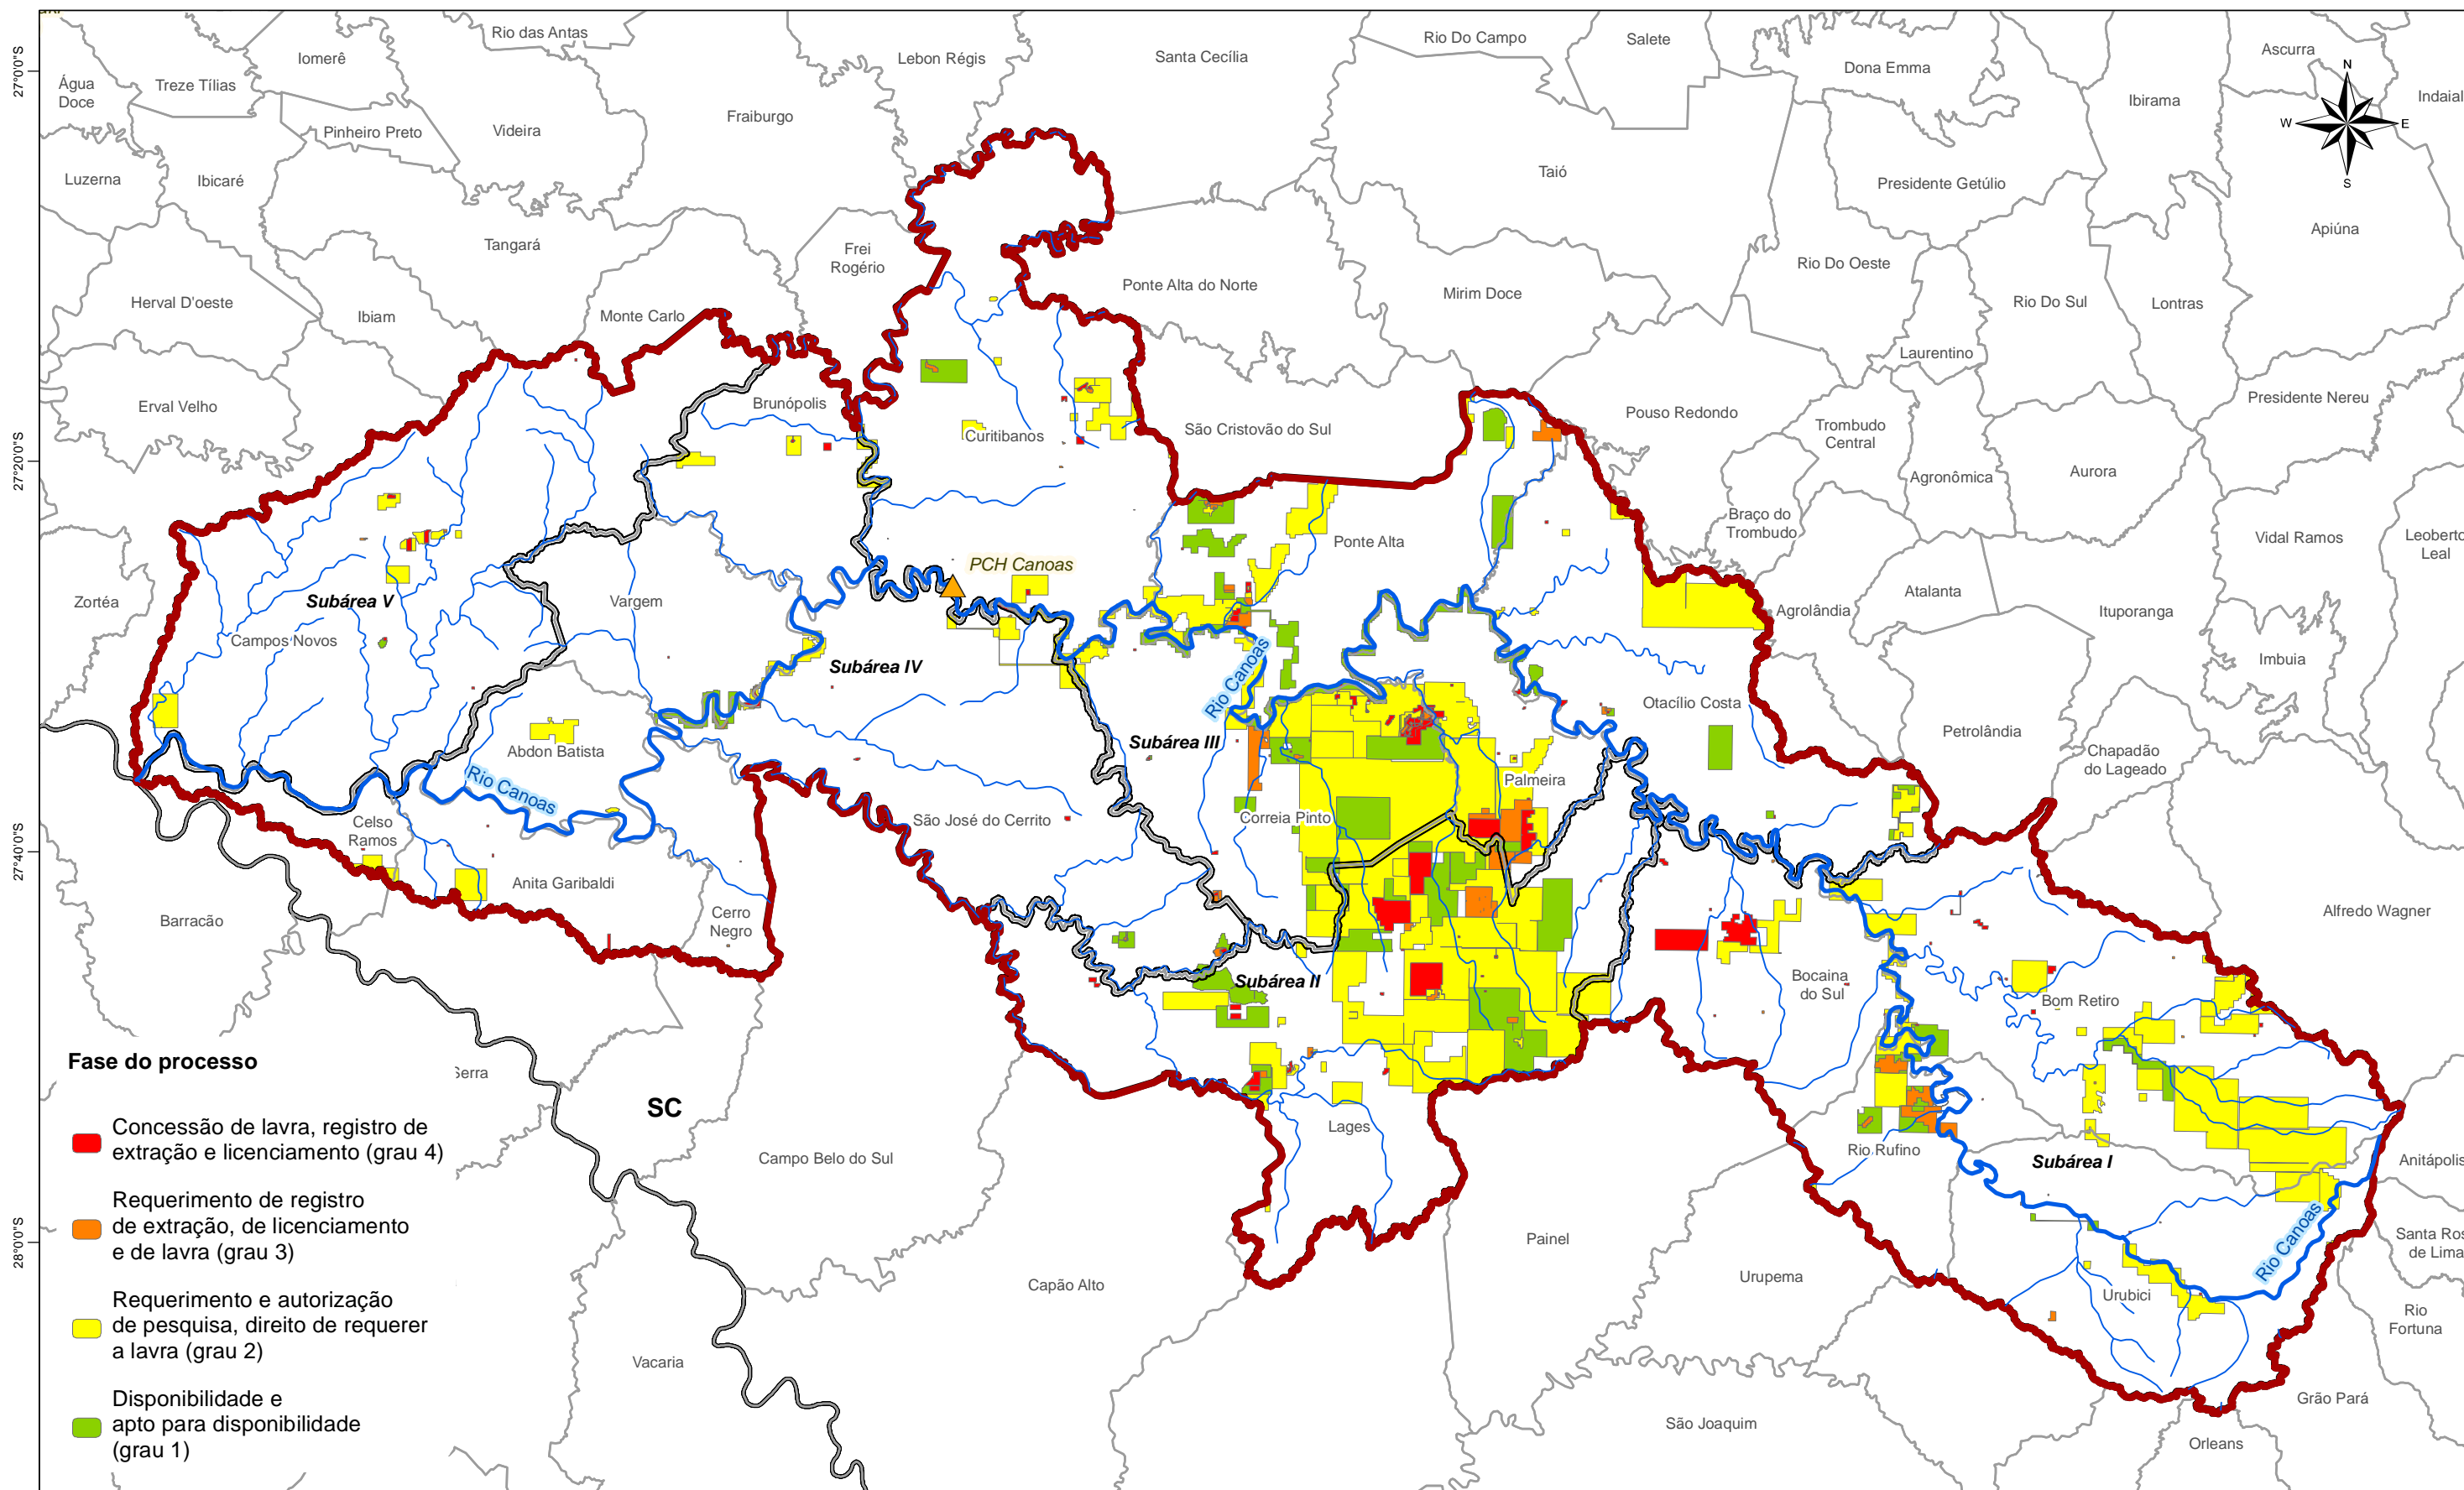 Rio das Antas
Iomerê
Lebon Régis
Santa Cecília
Rio Do Campo
Salete
Dona Emma
Ascurra
N
27°0'0"S
Água
Doce
Treze Tílias
Pinheiro Preto
Videira
Fraiburgo
Ibirama
Indaial
W
E
S
Luzerna
Ibicaré
Taió
Presidente Getúlio
Apiúna
Tangará
Frei
Rogério
Ponte Alta do Norte
Mirim Doce
Rio Do Oeste
Rio Do Sul
Lontras
Herval D'oeste
Ibiam
Monte Carlo
Laurentino
Erval Velho
Brunópolis
Curitibanos
São Cristovão do Sul
Pouso Redondo
Trombudo
Central
Presidente Nereu
27°20'0"S
Agronômica
Aurora
Braço do
Trombudo
Ponte Alta
Vidal Ramos
Leoberto
Leal
PCH Canoas
Zortéa
Subárea V
Vargem
Atalanta
Agrolândia
Ituporanga
Campos Novos
Subárea IV
Rio Canoas
Imbuia
Otacílio Costa
Petrolândia
Chapadão
do Lageado
Subárea III
Abdon Batista
Rio Canoas
Palmeira
Celso
Ramos
São José do Cerrito
Correia Pinto
27°40'0"S
Anita Garibaldi
Barracão
Cerro
Negro
Alfredo Wagner
Subárea II
Bocaina
do Sul
Bom Retiro
Serra
SC
Lages
Campo Belo do Sul
Rio Rufino
Subárea I
Anitápolis
Rio Canoas
28°0'0"S
Painel
Santa Ros
de Lima
Capão Alto
Urupema
Urubici
Rio
Fortuna
Vacaria
São Joaquim
Grão Pará
Orleans
Fase do processo
Concessão de lavra, registro de
extração e licenciamento (grau 4)
Requerimento de registro
de extração, de licenciamento
e de lavra (grau 3)
Requerimento e autorização
de pesquisa, direito de requerer
a lavra (grau 2)
Disponibilidade e
apto para disponibilidade
(grau 1)